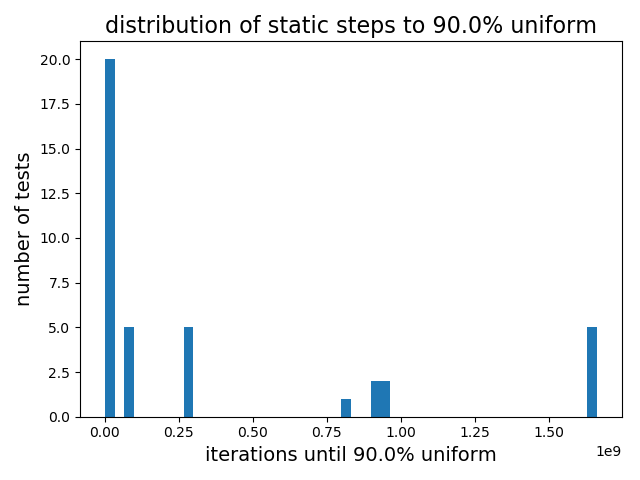 distribution of static steps to 90.0% uniform
number of tests
20.0
17.5
15.0
12.5
10.0
7.5
5.0
2.5
0.0
0.00 0.25 0.50 0.75 1.00 1.25 1.50
1e9
iterations until 90.0% uniform